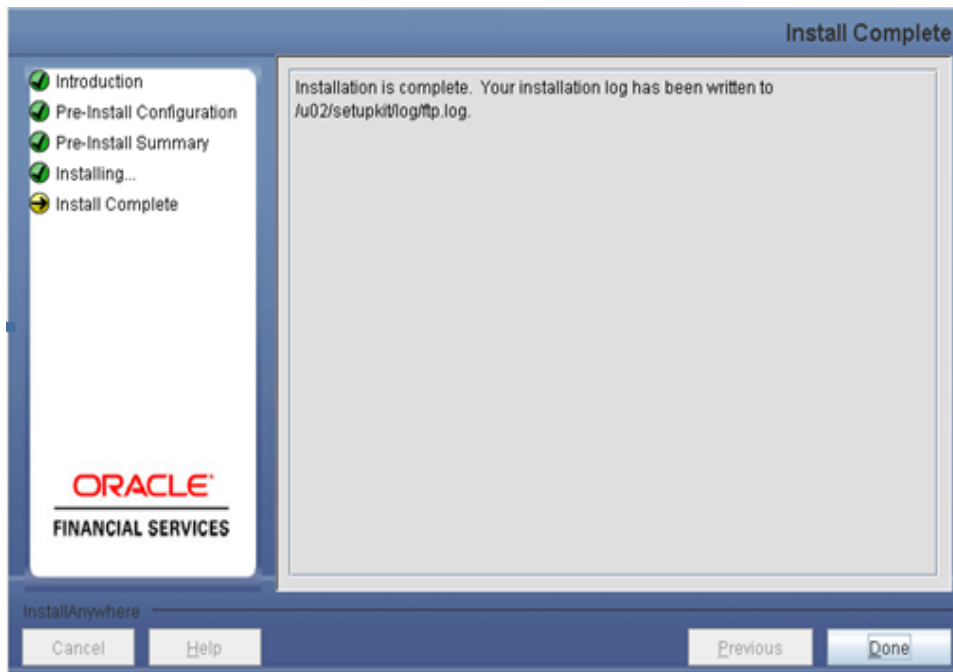 Install Complete
Introduction
Pre-Install Configuration
Pre-Install Summary
Installing...
Install Complete
Installation is complete. Your installation log has been written to
/u02/setupkit/log/ftp.log.
ORACLE
FINANCIAL SERVICES
InstallAnywhere
Cancel
Help
Previous
Done